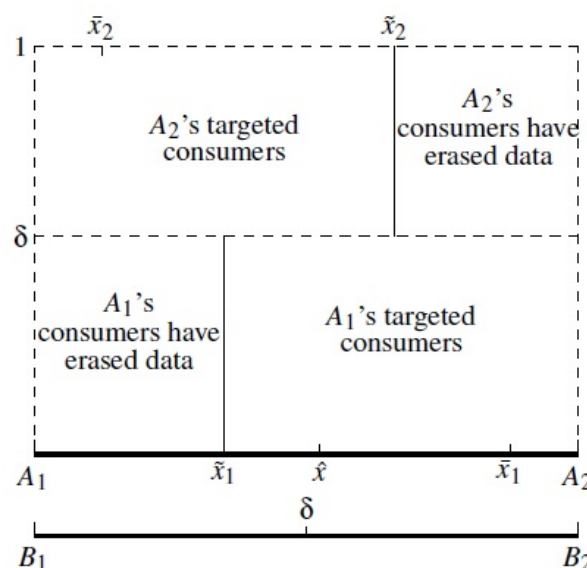 x̄₂ x̃₂
1
A₂'s targeted
consumers
A₂'s
consumers have
erased data
δ
A₁'s
consumers have
erased data
A₁'s targeted
consumers
A₁ x̃₁ x̂ x̄₁ A₂
δ
B₁ B₂